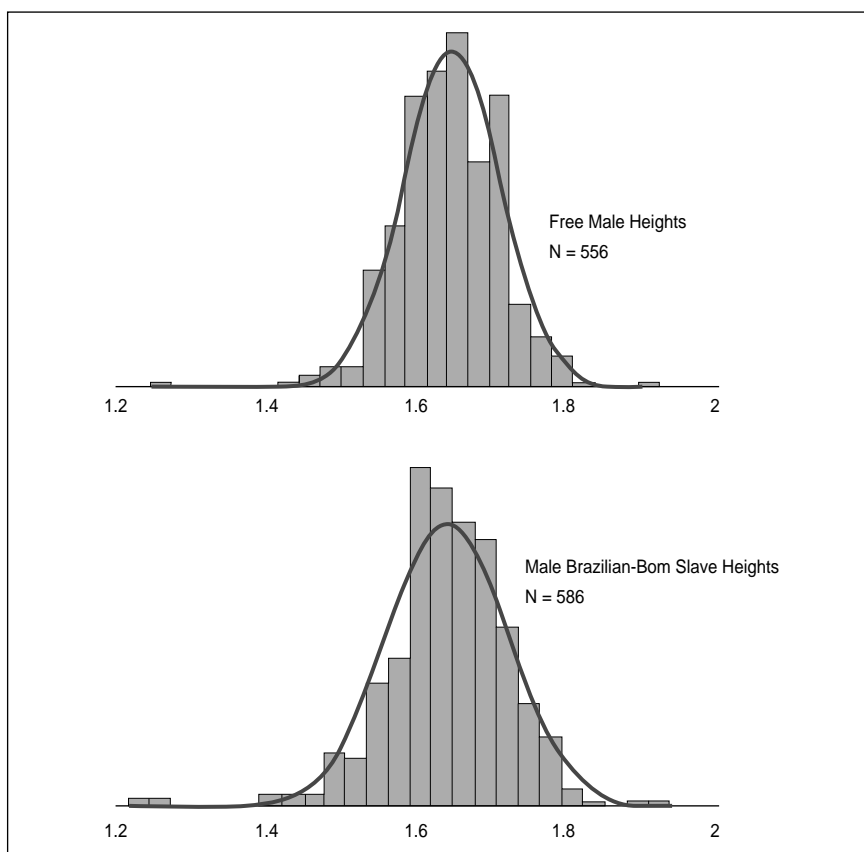 Free Male Heights
N = 556
1.2 1.4 1.6 1.8 2
Male Brazilian-Bom Slave Heights
N = 586
1.2 1.4 1.6 1.8 2